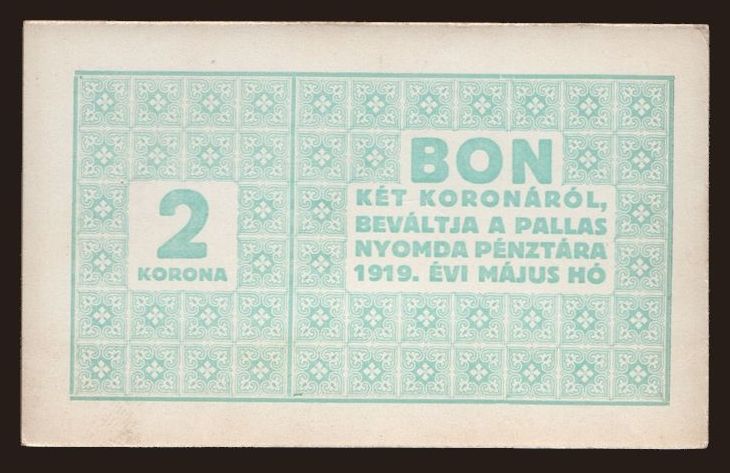 2
KORONA
BON
KÉT KORONÁRÓL,
BEVÁLTJA A PALLAS
NYOMDA PÉNZTÁRA
1919. ÉVI MÁJUS HÓ